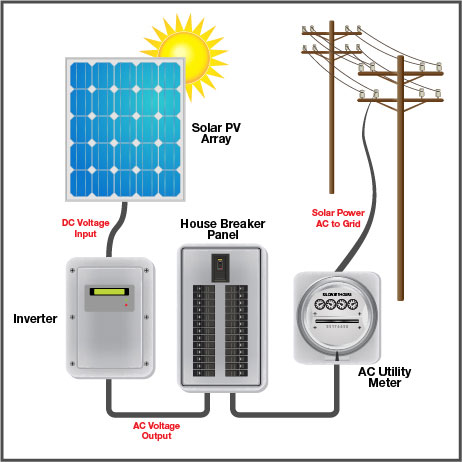 Solar PV
Array
DC Voltage
Input
House Breaker
Panel
Solar Power
AC to Grid
Inverter
AC Utility
Meter
AC Voltage
Output